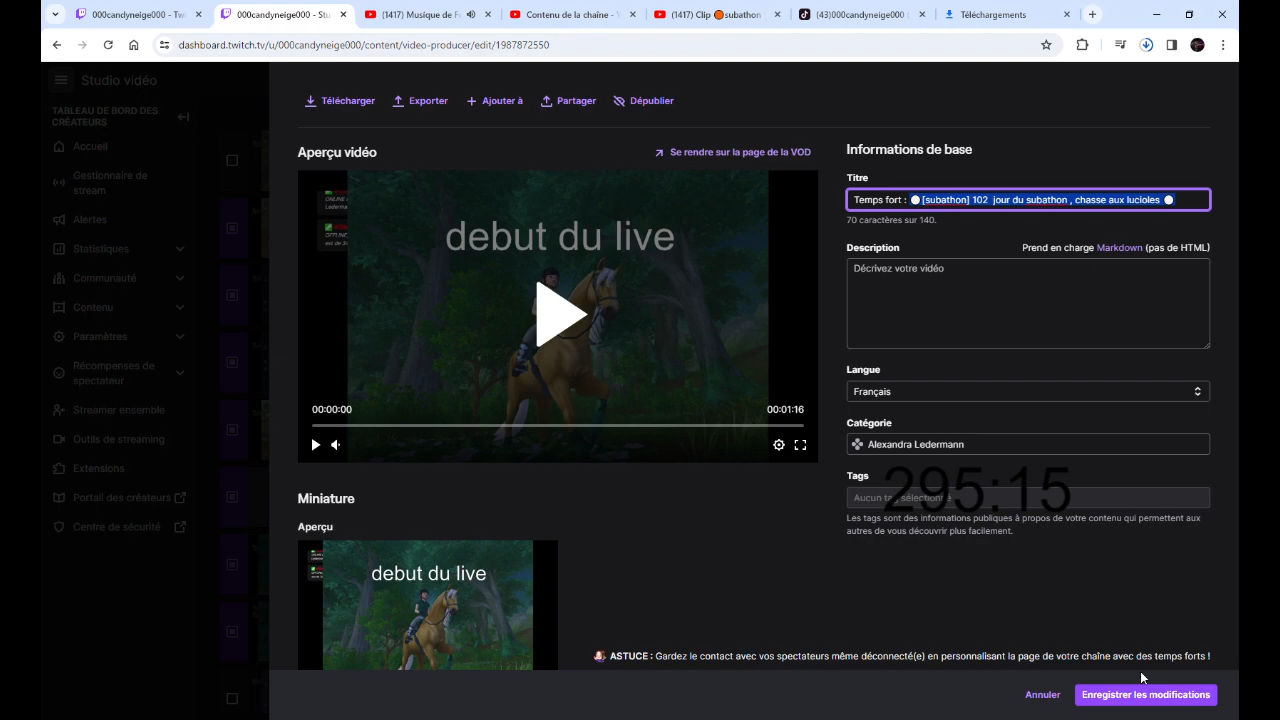 000candyneige000 - Tw
000candyneige000 - Stu
(1417) Musique de F
Contenu de la chaîne - Y
(1417) Clip 🟠subathon
(43)000candyneige000
Téléchargements
dashboard.twitch.tv/u/000candyneige000/content/video-producer/edit/1987872550
Studio vidéo
TABLEAU DE BORD DES
CRÉATEURS
Accueil
Gestionnaire de
stream
Alertes
Statistiques
Communauté
Contenu
Paramètres
Récompenses de
spectateur
Streamer ensemble
Outils de streaming
Extensions
Portail des créateurs
Centre de sécurité
Télécharger
Exporter
Ajouter à
Partager
Dépublier
Aperçu vidéo
Se rendre sur la page de la VOD
debut du live
00:00:00
00:01:16
Miniature
Aperçu
debut du live
Informations de base
Titre
Temps fort : ⚪[subathon] 102 jour du subathon , chasse aux lucioles ⚪
70 caractères sur 140.
Description
Prend en charge Markdown (pas de HTML)
Décrivez votre vidéo
Langue
Français
Catégorie
Alexandra Ledermann
Tags
295:15
Aucun tag sélectionné
Les tags sont des informations publiques à propos de votre contenu qui permettent aux
autres de vous découvrir plus facilement.
ASTUCE : Gardez le contact avec vos spectateurs même déconnecté(e) en personnalisant la page de votre chaîne avec des temps forts !
Annuler
Enregistrer les modifications